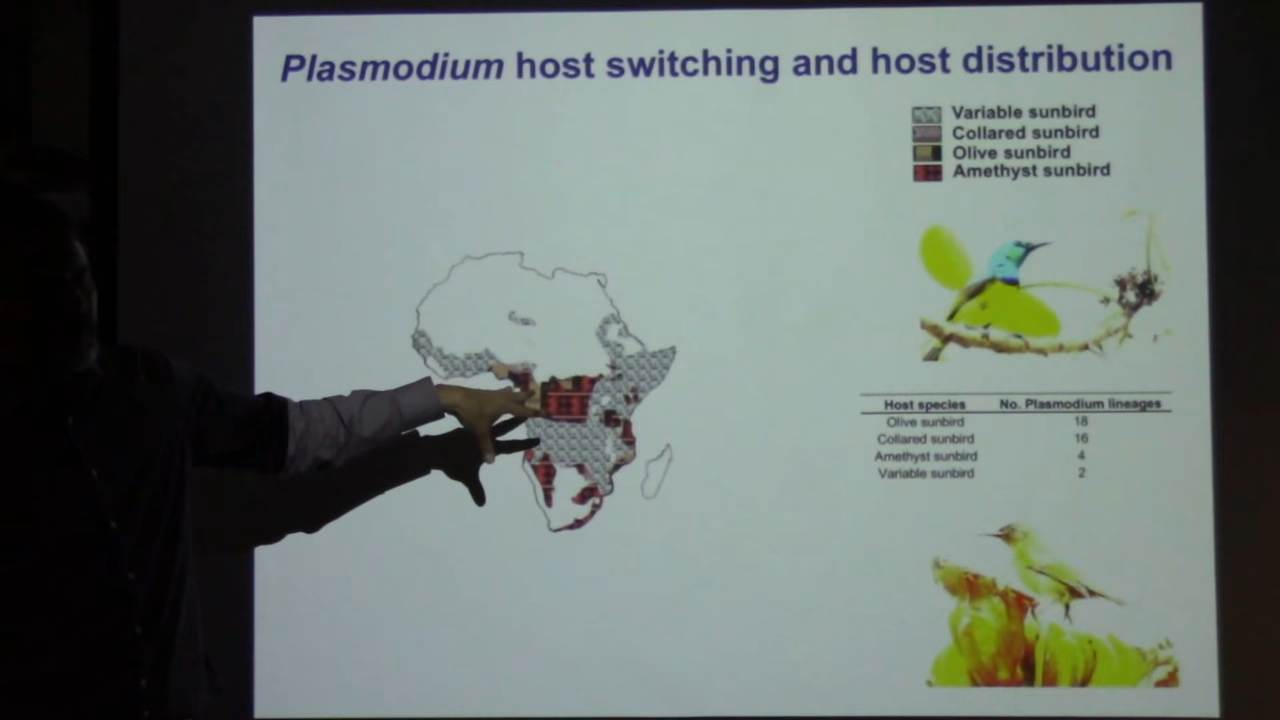 Plasmodium host switching and host distribution
Variable sunbird
Collared sunbird
Olive sunbird
Amethyst sunbird
Host species No. Plasmodium lineages
Olive sunbird 18
Collared sunbird 16
Amethyst sunbird 4
Variable sunbird 2